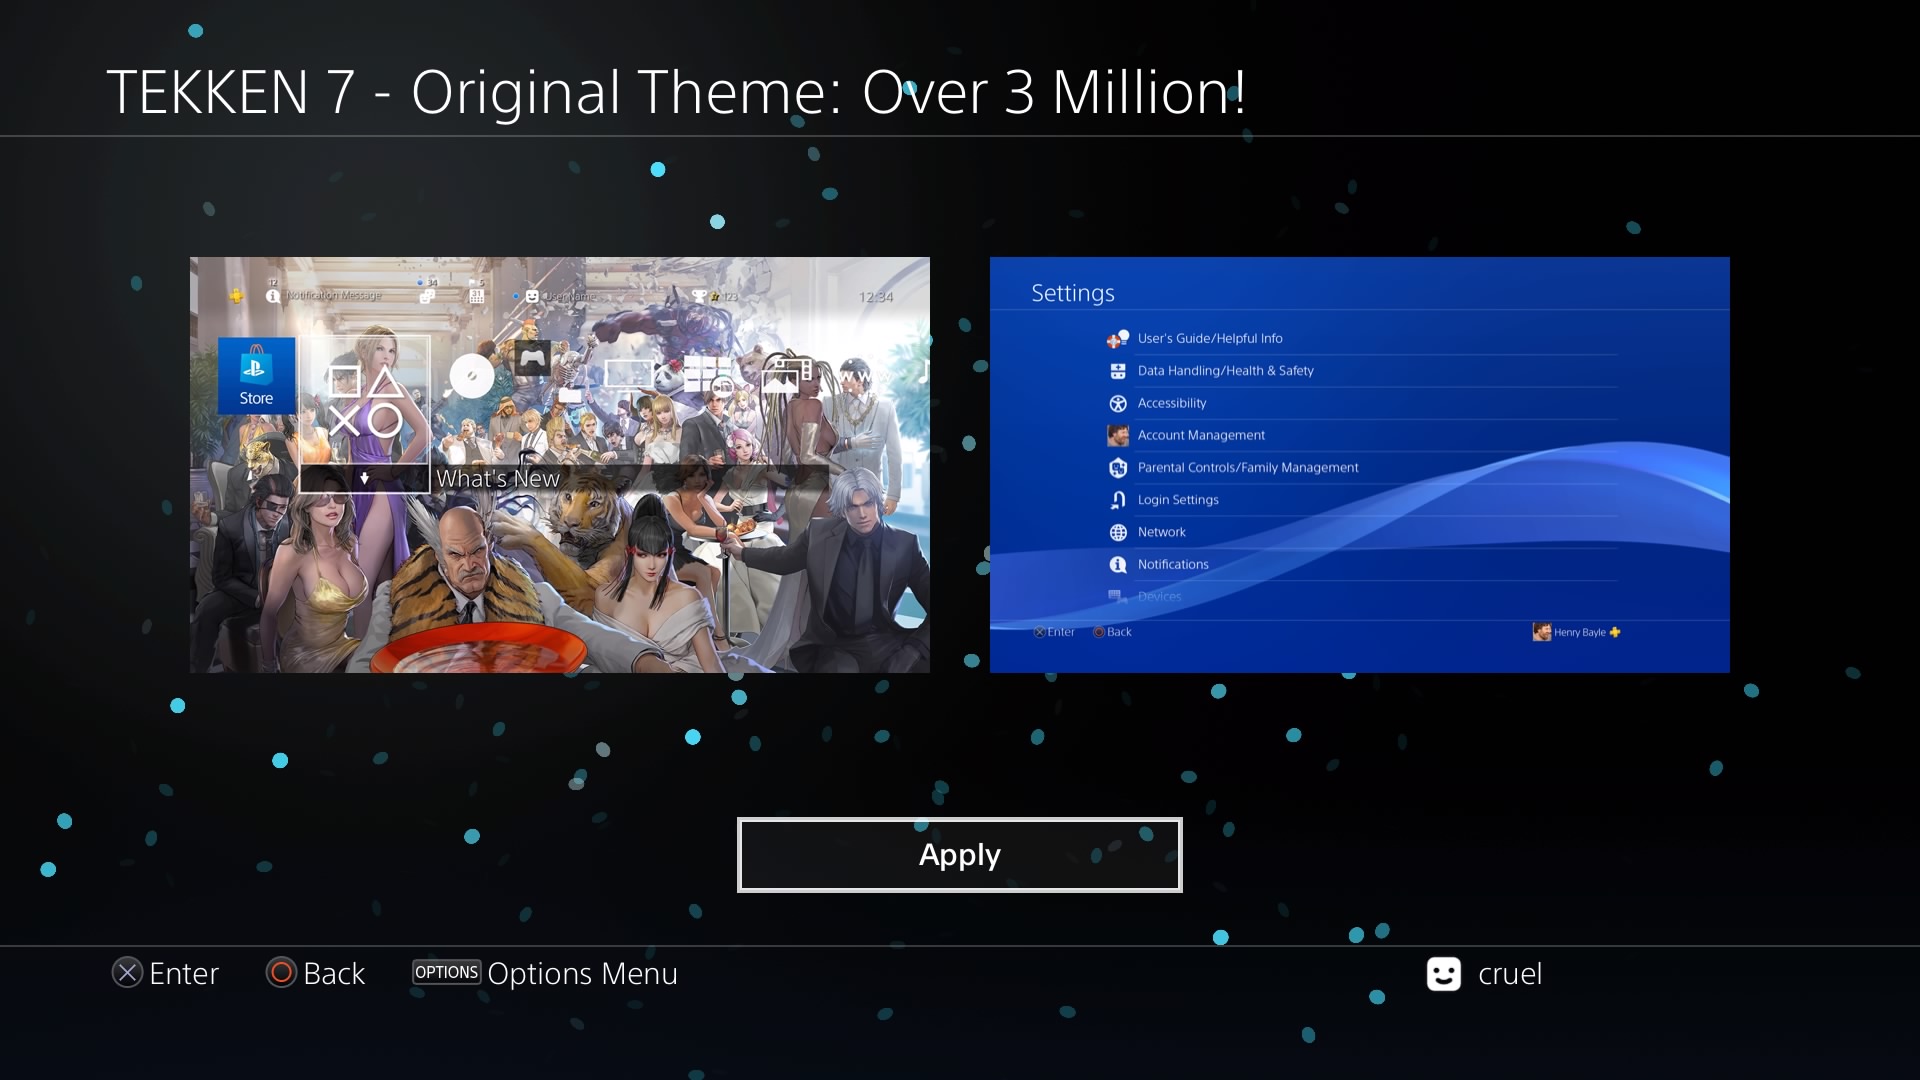 TEKKEN 7 - Original Theme: Over 3 Million!
12 34 5
Notification Message UserName 123 12:34
Store
What's New
Settings
User's Guide/Helpful Info
Data Handling/Health & Safety
Accessibility
Account Management
Parental Controls/Family Management
Login Settings
Network
Notifications
Devices
Enter Back Henry Bayle
Apply
Enter Back OPTIONS Options Menu cruel